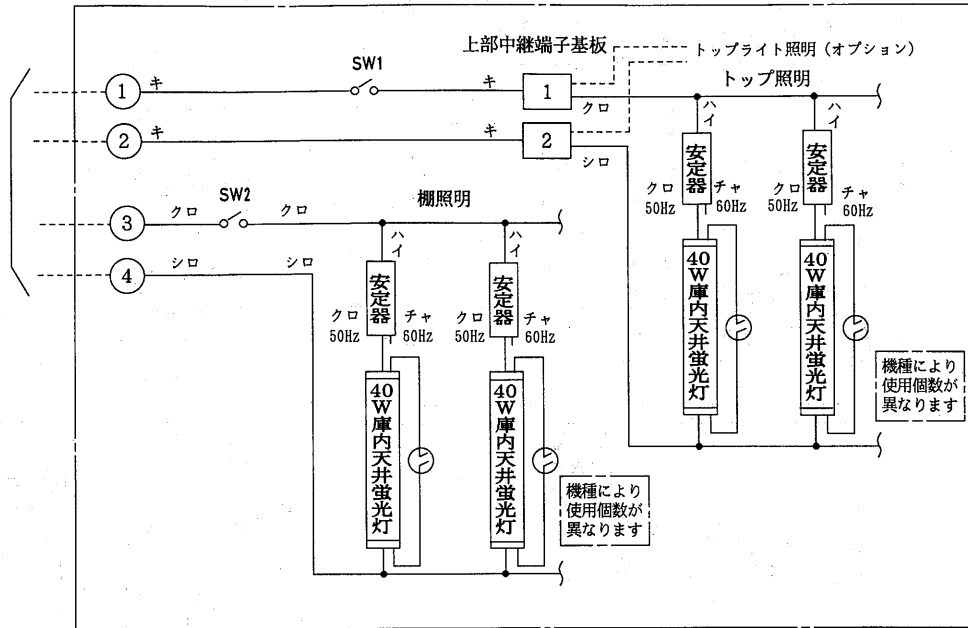 上部中継端子基板
トップライト照明(オプション)
SW1
トップ照明
1
キ
キ
1
クロ
2
キ
キ
2
シロ
ハイ
ハイ
安定器
安定器
クロ
50Hz
チャ
60Hz
クロ
50Hz
チャ
60Hz
40W庫内天井蛍光灯
40W庫内天井蛍光灯
機種により
使用個数が
異なります
SW2
棚照明
3
クロ
クロ
4
シロ
シロ
ハイ
ハイ
安定器
安定器
クロ
50Hz
チャ
60Hz
クロ
50Hz
チャ
60Hz
40W庫内天井蛍光灯
40W庫内天井蛍光灯
機種により
使用個数が
異なります